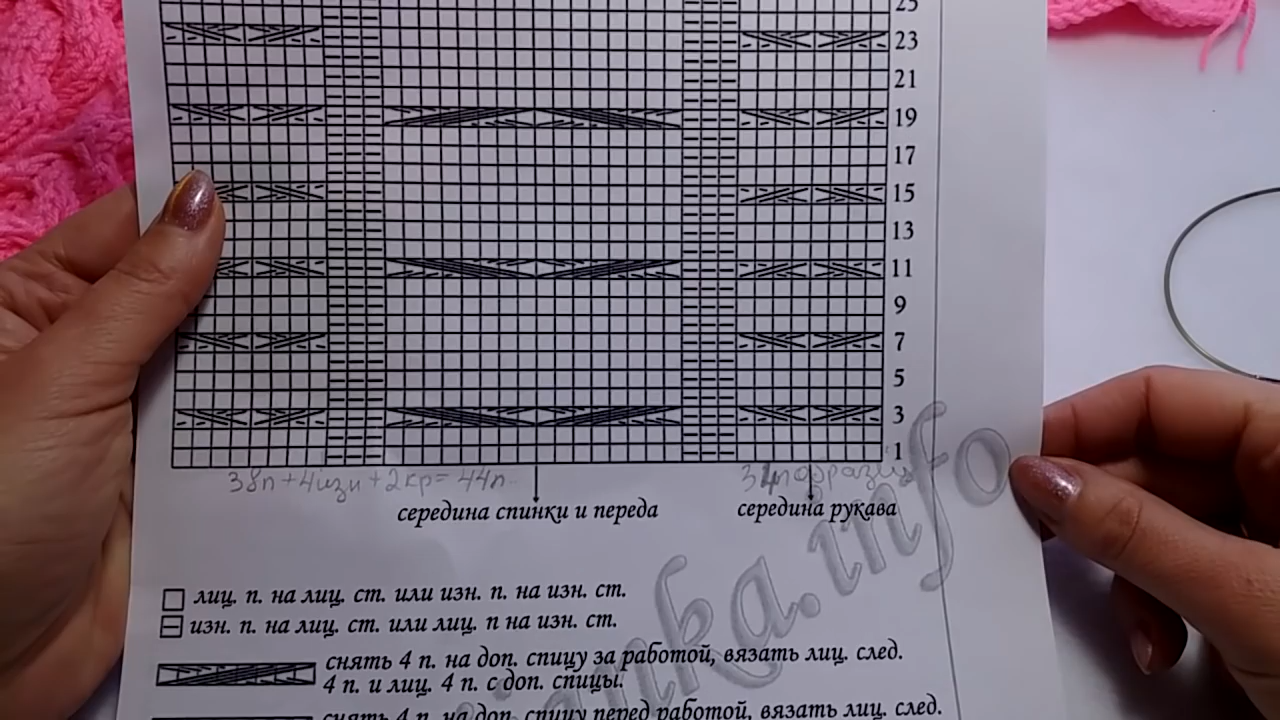 25
23
21
19
17
15
13
11
9
7
5
3
1
38п+4изн+2кр=44п
середина спинки и переда
середина рукава
лиц. п. на лиц. ст. или изн. п. на изн. ст.
изн. п. на лиц. ст. или лиц. п на изн. ст.
снять 4 п. на доп. спицу за работой, вязать лиц. след.
4 п. и лиц. 4 п. с доп. спицы.
снять 4 п. на доп. спицу перед работой, вязать лиц. след.